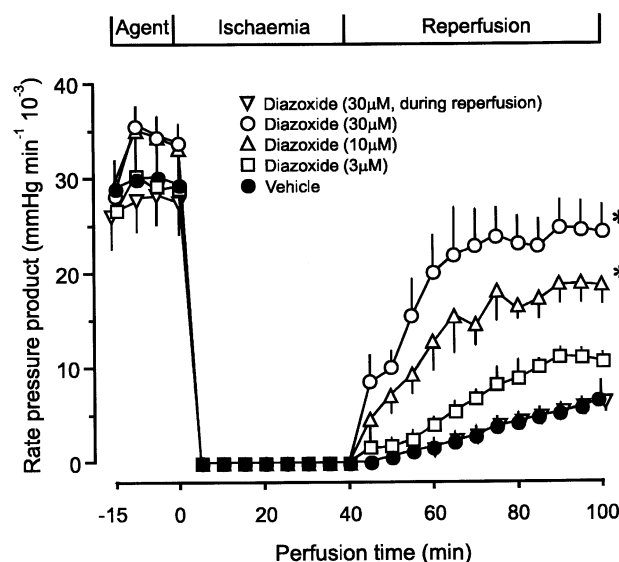 Agent Ischaemia Reperfusion
Rate pressure product (mmHg min⁻¹ 10⁻³)
40
30
20
10
0
Diazoxide (30µM, during reperfusion)
Diazoxide (30µM)
Diazoxide (10µM)
Diazoxide (3µM)
Vehicle
*
*
-15 0 20 40 60 80 100
Perfusion time (min)